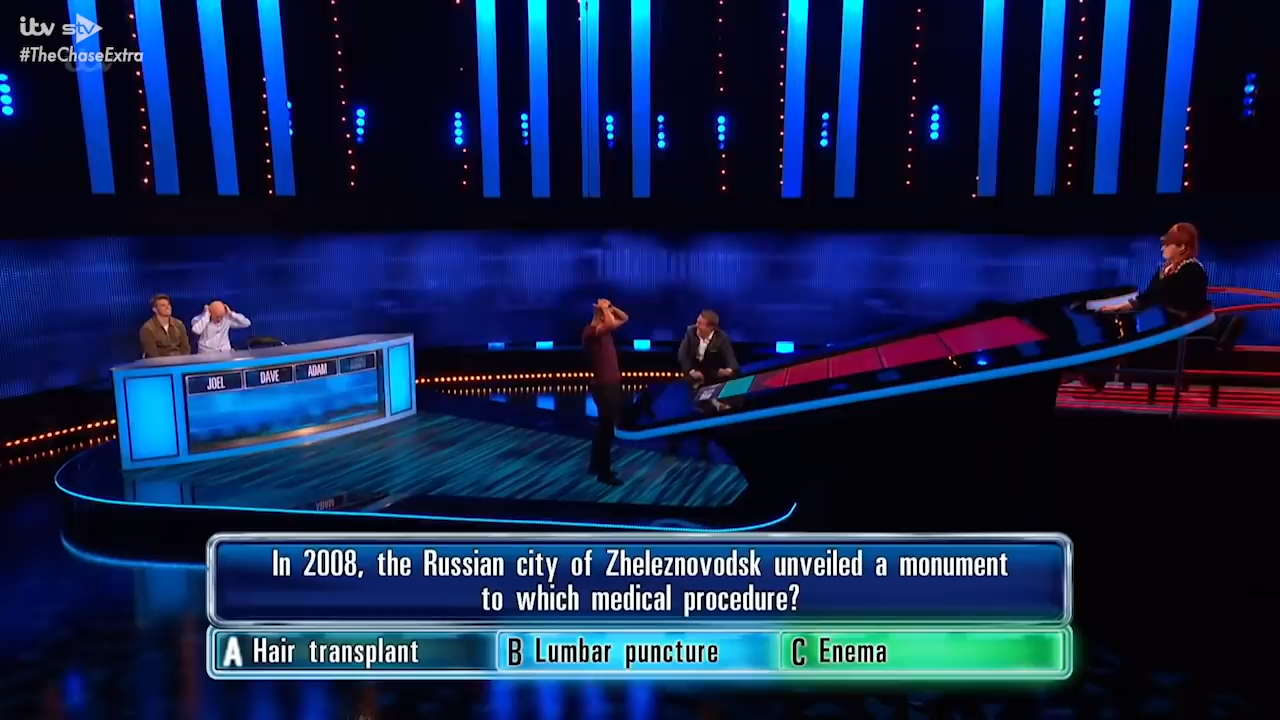 itv stv
#TheChaseExtra
JOEL
DAVE
ADAM
In 2008, the Russian city of Zheleznovodsk unveiled a monument
to which medical procedure?
A Hair transplant
B Lumbar puncture
C Enema